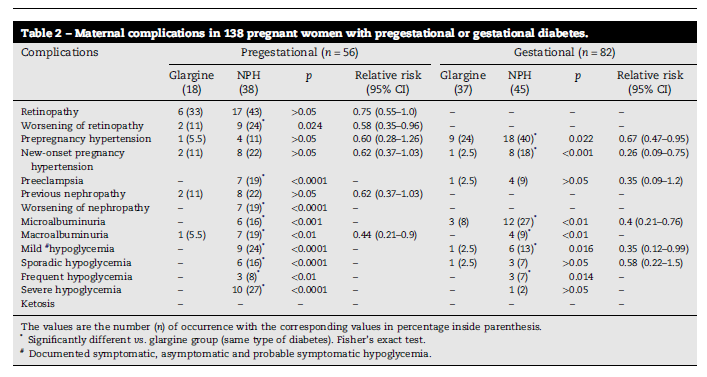 Table 2 – Maternal complications in 138 pregnant women with pregestational or gestational diabetes.
Complications Pregestational (n = 56) Gestational (n = 82)
Glargine (18) NPH (38) p Relative risk (95% CI) Glargine (37) NPH (45) p Relative risk (95% CI)
Retinopathy 6 (33) 17 (43) >0.05 0.75 (0.55–1.0) – – – –
Worsening of retinopathy 2 (11) 9 (24)* 0.024 0.58 (0.35–0.96) – – – –
Prepregnancy hypertension 1 (5.5) 4 (11) >0.05 0.60 (0.28–1.26) 9 (24) 18 (40)* 0.022 0.67 (0.47–0.95)
New-onset pregnancy hypertension 2 (11) 8 (22) >0.05 0.62 (0.37–1.03) 1 (2.5) 8 (18)* <0.001 0.26 (0.09–0.75)
Preeclampsia – 7 (19)* <0.0001 1 (2.5) 4 (9) >0.05 0.35 (0.09–1.2)
Previous nephropathy 2 (11) 8 (22) >0.05 0.62 (0.37–1.03) – – – –
Worsening of nephropathy – 7 (19)* <0.0001 – – – –
Microalbuminuria – 6 (16)* <0.001 3 (8) 12 (27)* <0.01 0.4 (0.21–0.76)
Macroalbuminuria 1 (5.5) 7 (19)* <0.01 0.44 (0.21–0.9) – 4 (9)* <0.01 –
Mild #hypoglycemia – 9 (24)* <0.0001 1 (2.5) 6 (13)* 0.016 0.35 (0.12–0.99)
Sporadic hypoglycemia – 6 (16)* <0.0001 1 (2.5) 3 (7) >0.05 0.58 (0.22–1.5)
Frequent hypoglycemia – 3 (8)* <0.01 – 3 (7)* 0.014 –
Severe hypoglycemia – 10 (27)* <0.0001 – 1 (2) >0.05 –
Ketosis – – – – – – – –
The values are the number (n) of occurrence with the corresponding values in percentage inside parenthesis.
* Significantly different vs. glargine group (same type of diabetes). Fisher's exact test.
# Documented symptomatic, asymptomatic and probable symptomatic hypoglycemia.